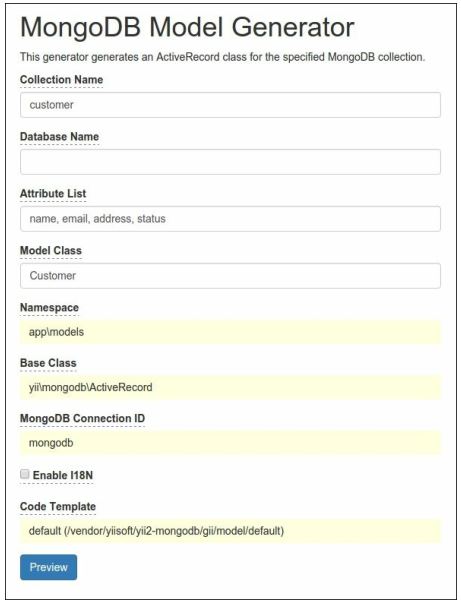 MongoDB Model Generator
This generator generates an ActiveRecord class for the specified MongoDB collection.
Collection Name
customer
Database Name
Attribute List
name, email, address, status
Model Class
Customer
Namespace
app\models
Base Class
yii\mongodb\ActiveRecord
MongoDB Connection ID
mongodb
Enable I18N
Code Template
default (/vendor/yiisoft/yii2-mongodb/gii/model/default)
Preview